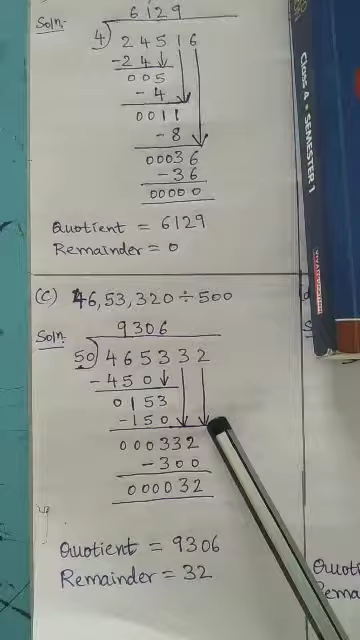 6129
Soln.
4) 24516
-24
005
-4
0011
-8
00036
-36
00000
Quotient = 6129
Remainder = 0
Class 4 • SEMESTER 1
(c) 46,53,320 ÷ 500
Soln.
9306
50) 465332
-450
0153
-150
000332
-300
000032
Quotient = 9306
Remainder = 32